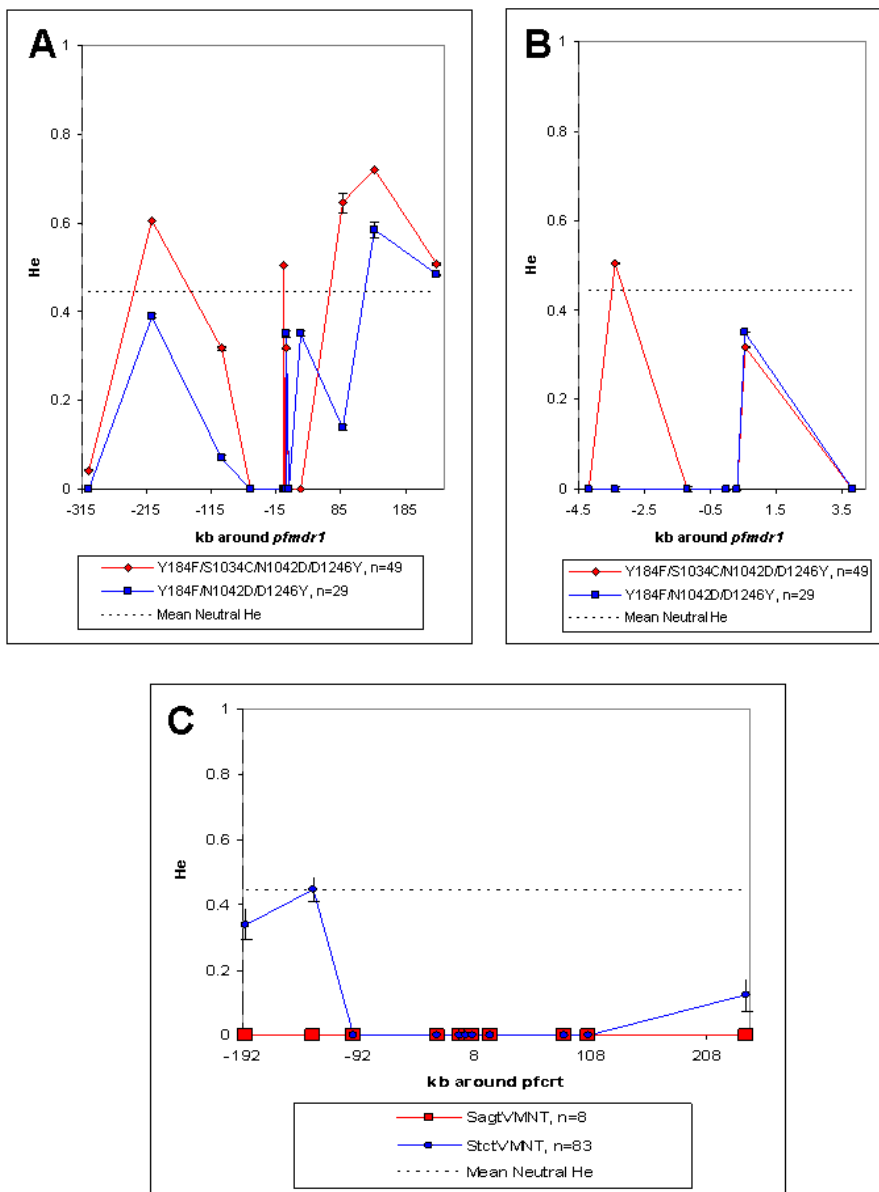 A
1
0.8
0.6
0.4
0.2
0
He
-315
-215
-115
-15
85
185
kb around pfmdr1
Y184F/S1034C/N1042D/D1246Y, n=49
Y184F/N1042D/D1246Y, n=29
Mean Neutral He
B
1
0.8
0.6
0.4
0.2
0
He
-4.5
-2.5
-0.5
1.5
3.5
kb around pfmdr1
Y184F/S1034C/N1042D/D1246Y, n=49
Y184F/N1042D/D1246Y, n=29
Mean Neutral He
C
1
0.8
0.6
0.4
0.2
0
He
-192
-92
8
108
208
kb around pfcrt
SagtVMNT, n=8
StctVMNT, n=83
Mean Neutral He